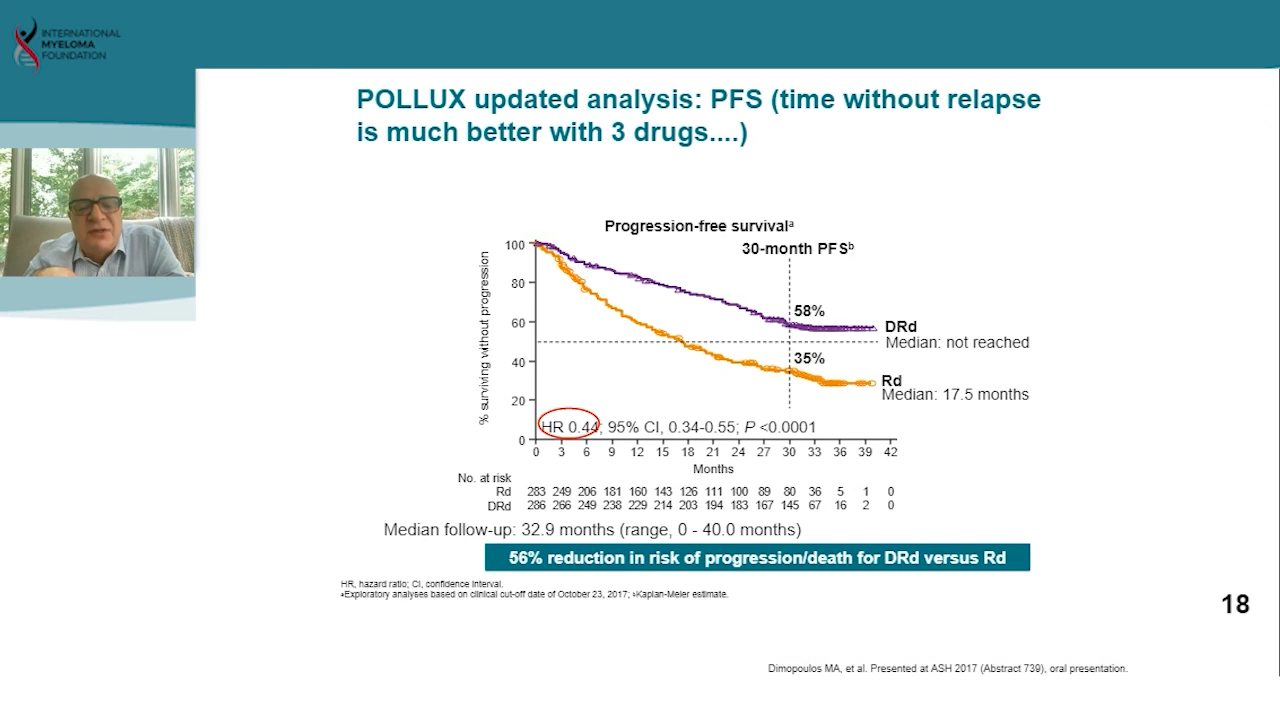 INTERNATIONAL
MYELOMA
FOUNDATION
POLLUX updated analysis: PFS (time without relapse
is much better with 3 drugs....)
Progression-free survivalᵃ
30-month PFSᵇ
% surviving without progression
100
80
60
40
20
0
58%
DRd
Median: not reached
35%
Rd
Median: 17.5 months
HR 0.44; 95% CI, 0.34-0.55; P <0.0001
0 3 6 9 12 15 18 21 24 27 30 33 36 39 42
Months
No. at risk
Rd 283 249 206 181 160 143 126 111 100 89 80 36 5 1 0
DRd 286 266 249 238 229 214 203 194 183 167 145 67 16 2 0
Median follow-up: 32.9 months (range, 0 - 40.0 months)
56% reduction in risk of progression/death for DRd versus Rd
HR, hazard ratio; CI, confidence interval.
ᵃExploratory analyses based on clinical cut-off date of October 23, 2017; ᵇKaplan-Meier estimate.
18
Dimopoulos MA, et al. Presented at ASH 2017 (Abstract 739), oral presentation.